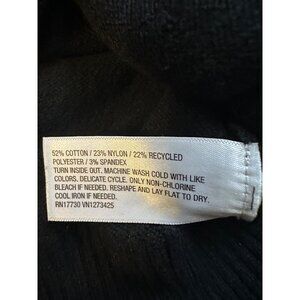 52% COTTON / 23% NYLON / 22% RECYCLED
POLYESTER / 3% SPANDEX
TURN INSIDE OUT. MACHINE WASH COLD WITH LIKE
COLORS. DELICATE CYCLE. ONLY NON-CHLORINE
BLEACH IF NEEDED. RESHAPE AND LAY FLAT TO DRY.
COOL IRON IF NEEDED.
RN17730 VN1273425